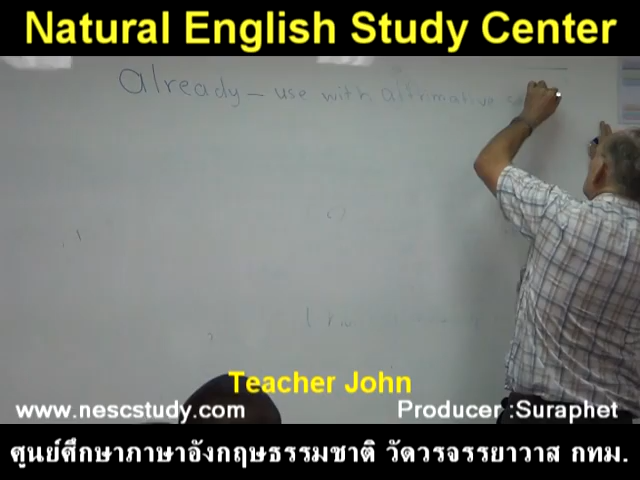 Natural English Study Center
already – use with affrimative
Teacher John
www.nescstudy.com Producer :Suraphet
ศูนย์ศึกษาภาษาอังกฤษธรรมชาติ วัดวรจรรยาวาส กทม.